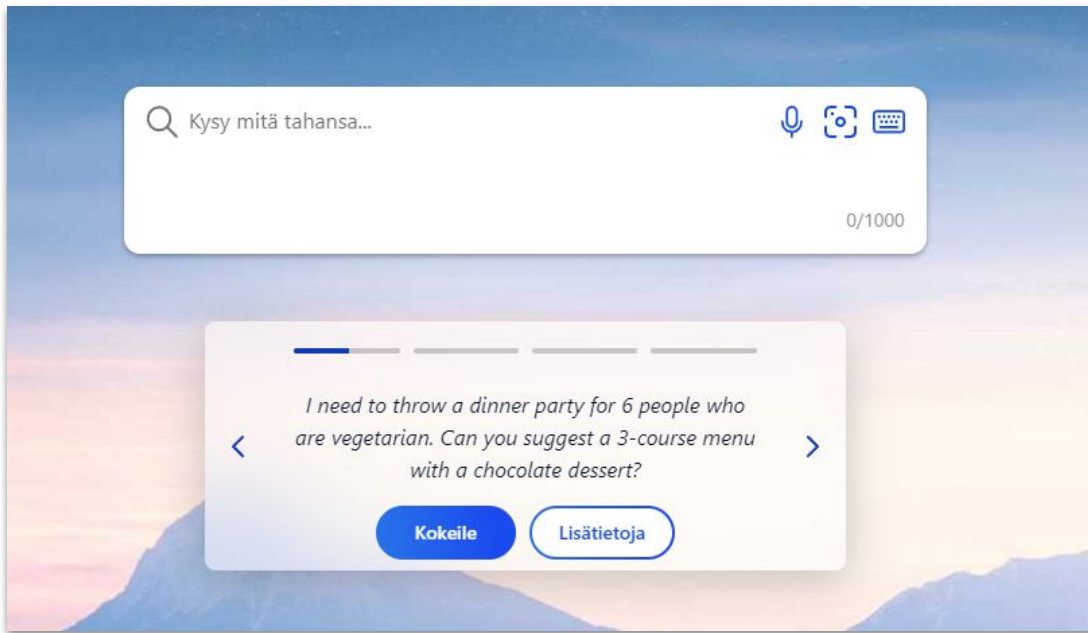 Kysy mitä tahansa...
0/1000
I need to throw a dinner party for 6 people who
are vegetarian. Can you suggest a 3-course menu
with a chocolate dessert?
Kokeile
Lisätietoja